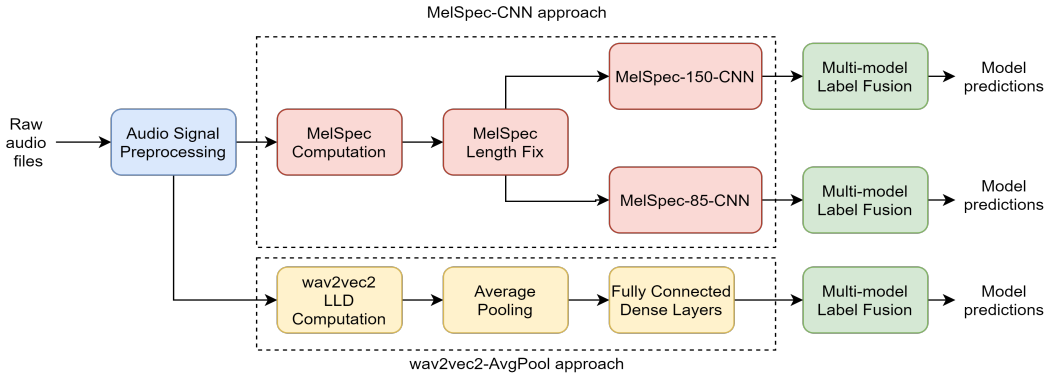 MelSpec-CNN approach
Raw
audio
files
Audio Signal
Preprocessing
MelSpec
Computation
MelSpec
Length Fix
MelSpec-150-CNN
Multi-model
Label Fusion
Model
predictions
MelSpec-85-CNN
Multi-model
Label Fusion
Model
predictions
wav2vec2
LLD
Computation
Average
Pooling
Fully Connected
Dense Layers
Multi-model
Label Fusion
Model
predictions
wav2vec2-AvgPool approach